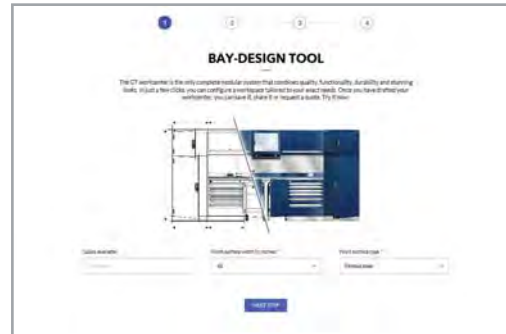 1 2 3 4
BAY-DESIGN TOOL
The GT workcenter is the only complete modular system that combines quality, functionality, durability and stunning
looks. In just a few clicks, you can configure a workspace tailored to your exact needs. Once you have drafted your
workcenter, you can save it, share it or request a quote. Try it now!
NEXT STEP